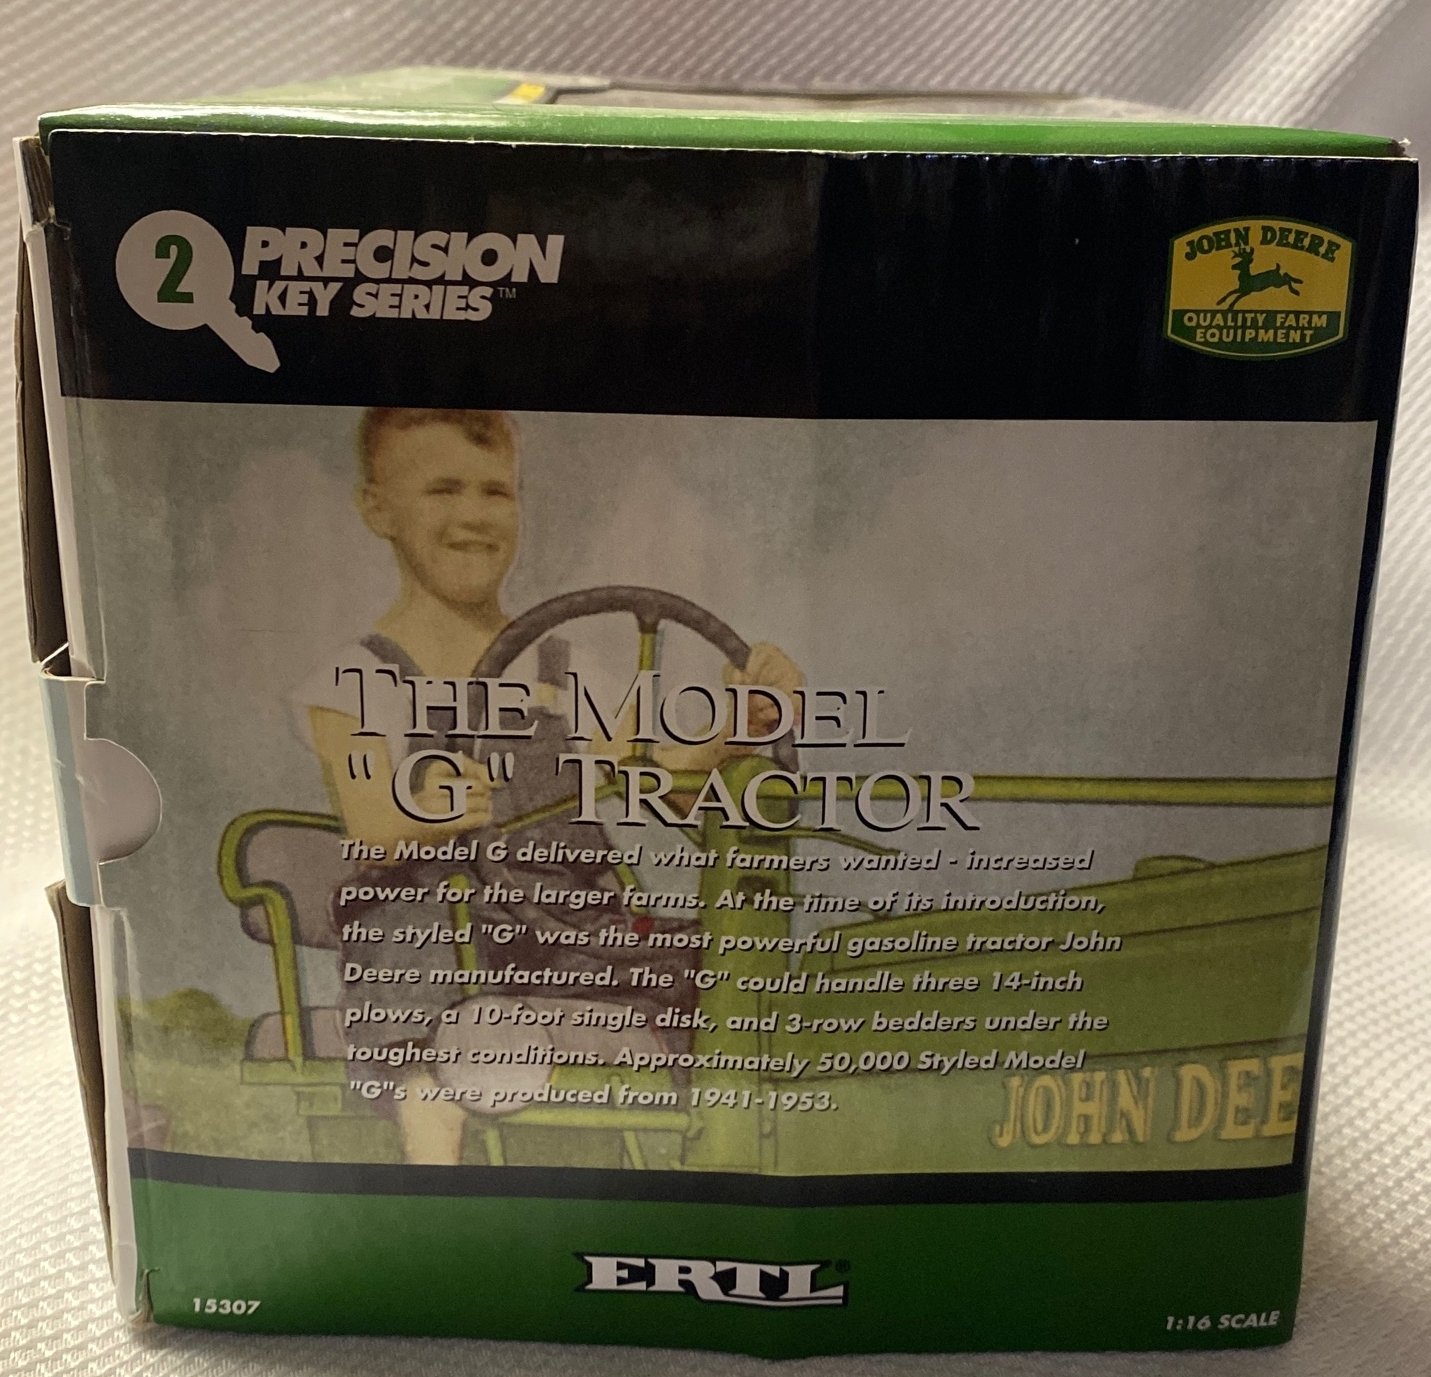 2 PRECISION
KEY SERIES™
JOHN DEERE
QUALITY FARM
EQUIPMENT
THE MODEL
"G" TRACTOR
The Model G delivered what farmers wanted - increased
power for the larger farms. At the time of its introduction,
the styled "G" was the most powerful gasoline tractor John
Deere manufactured. The "G" could handle three 14-inch
plows, a 10-foot single disk, and 3-row bedders under the
toughest conditions. Approximately 50,000 Styled Model
"G"s were produced from 1941-1953.
JOHN DEE
ERTL®
15307
1:16 SCALE